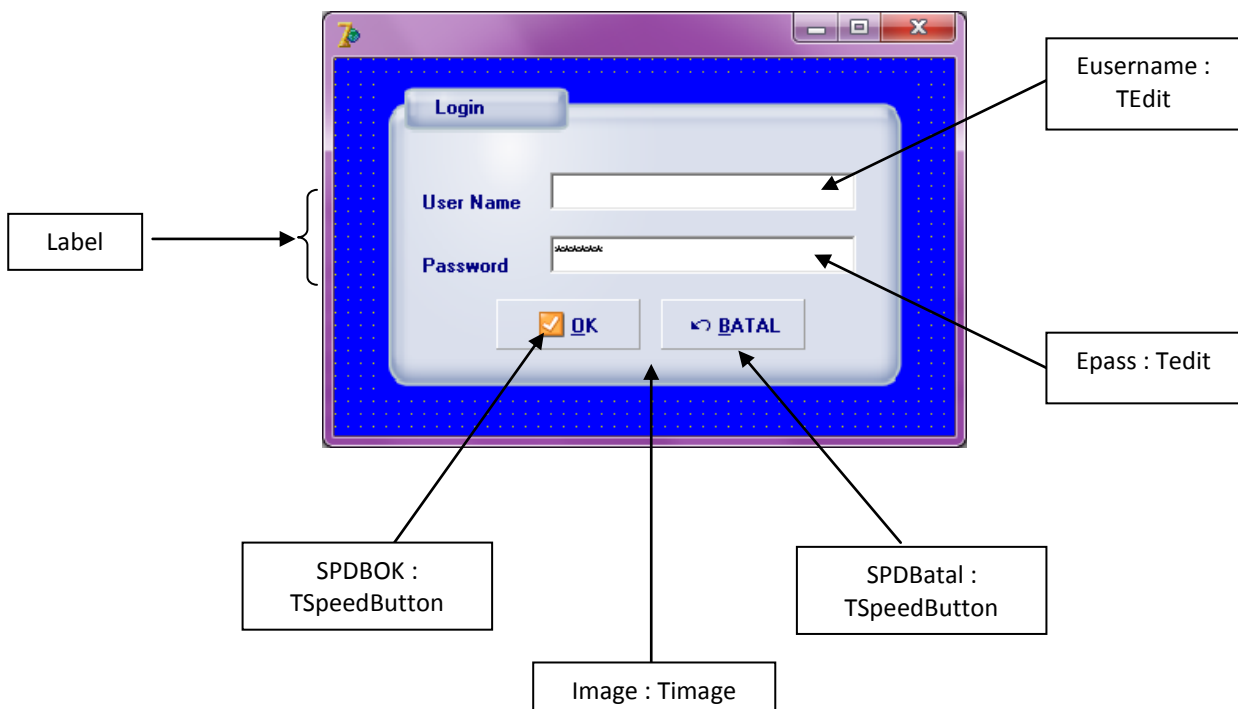 Eusername :
TEdit
Login
User Name
Label
Password
*******
OK
BATAL
Epass : Tedit
SPDBOK :
TSpeedButton
SPDBatal :
TSpeedButton
Image : Timage